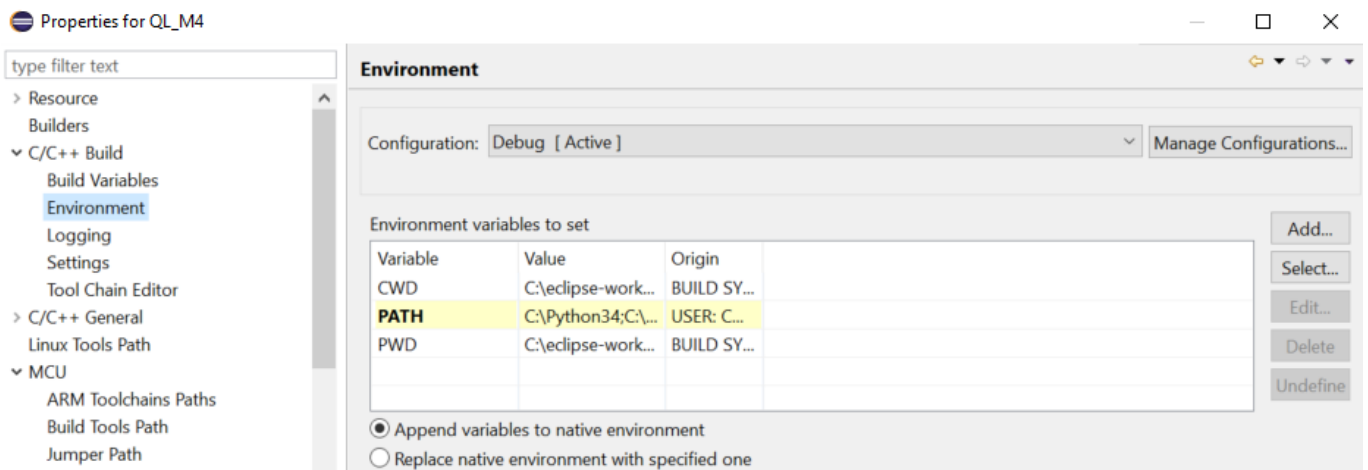 Properties for QL_M4
type filter text
Resource
Builders
C/C++ Build
Build Variables
Environment
Logging
Settings
Tool Chain Editor
C/C++ General
Linux Tools Path
MCU
ARM Toolchains Paths
Build Tools Path
Jumper Path
Environment
Configuration: Debug [ Active ] Manage Configurations...
Environment variables to set
Variable Value Origin
CWD C:\eclipse-work... BUILD SY...
PATH C:\Python34;C:\... USER: C...
PWD C:\eclipse-work... BUILD SY...
Add...
Select...
Edit...
Delete
Undefine
Append variables to native environment
Replace native environment with specified one